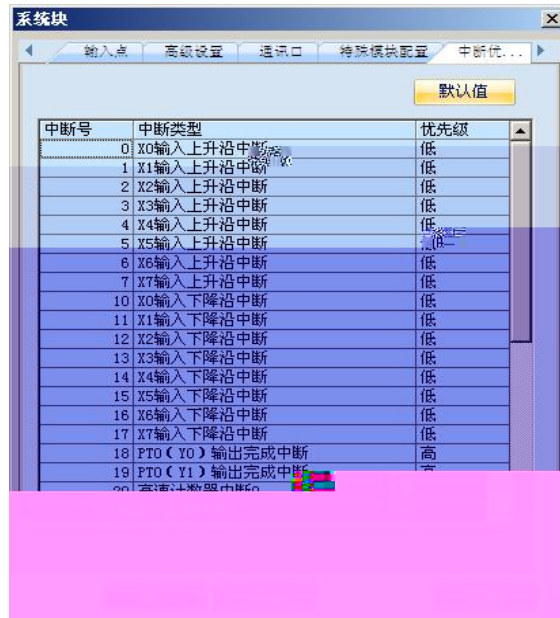 系统块
输入点 高级设置 通讯口 特殊模块配置 中断优...
默认值
中断号 中断类型 优先级
0 X0输入上升沿中断 低
1 X1输入上升沿中断 低
2 X2输入上升沿中断 低
3 X3输入上升沿中断 低
4 X4输入上升沿中断 低
5 X5输入上升沿中断 低
6 X6输入上升沿中断 低
7 X7输入上升沿中断 低
10 X0输入下降沿中断 低
11 X1输入下降沿中断 低
12 X2输入下降沿中断 低
13 X3输入下降沿中断 低
14 X4输入下降沿中断 低
15 X5输入下降沿中断 低
16 X6输入下降沿中断 低
17 X7输入下降沿中断 低
18 PTO(Y0)输出完成中断 高
19 PTO(Y1)输出完成中断 高
20 高速计数器中断0